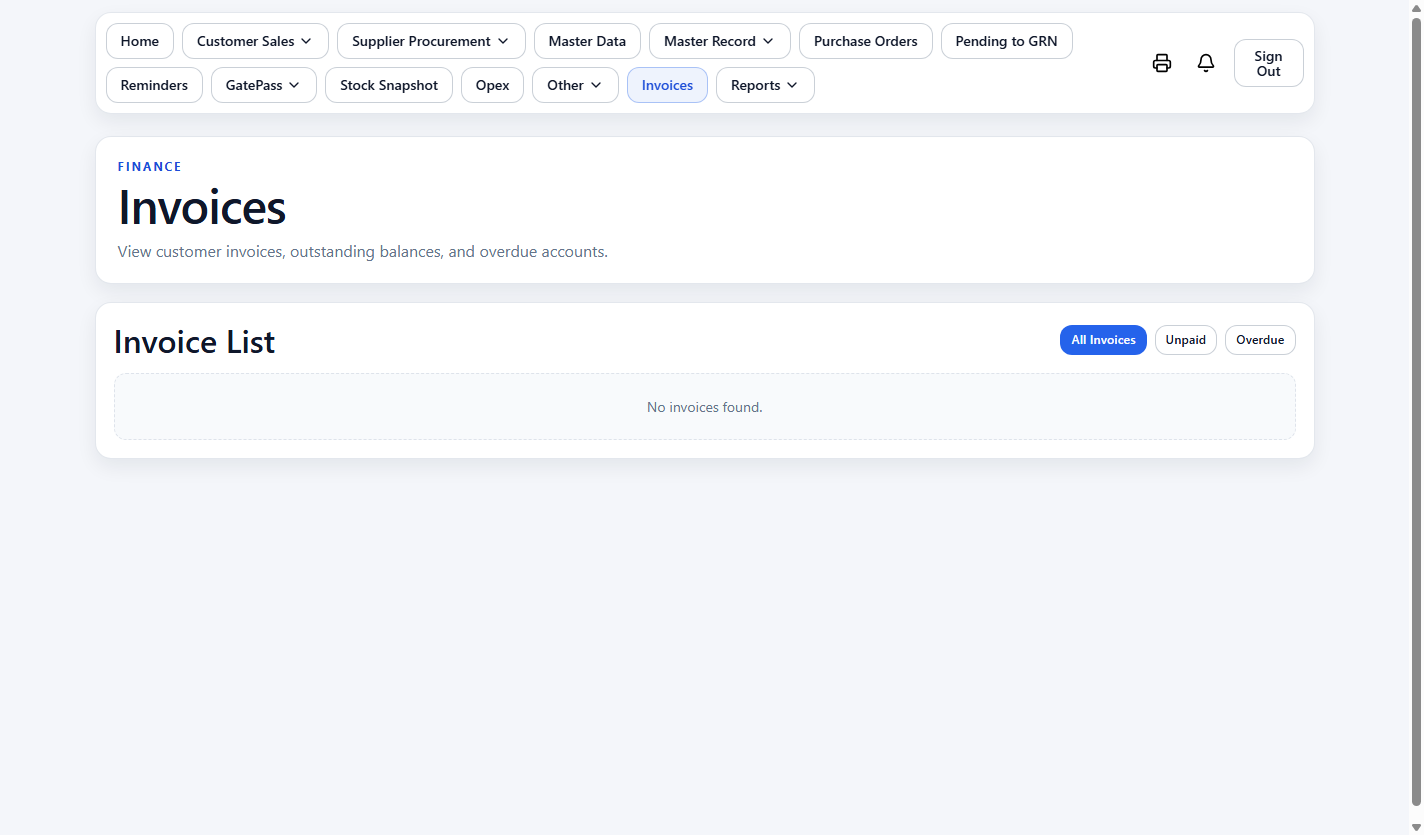 Home Customer Sales Supplier Procurement Master Data Master Record Purchase Orders Pending to GRN
Reminders GatePass Stock Snapshot Opex Other Invoices Reports
Sign
Out
FINANCE
Invoices
View customer invoices, outstanding balances, and overdue accounts.
Invoice List
All Invoices Unpaid Overdue
No invoices found.